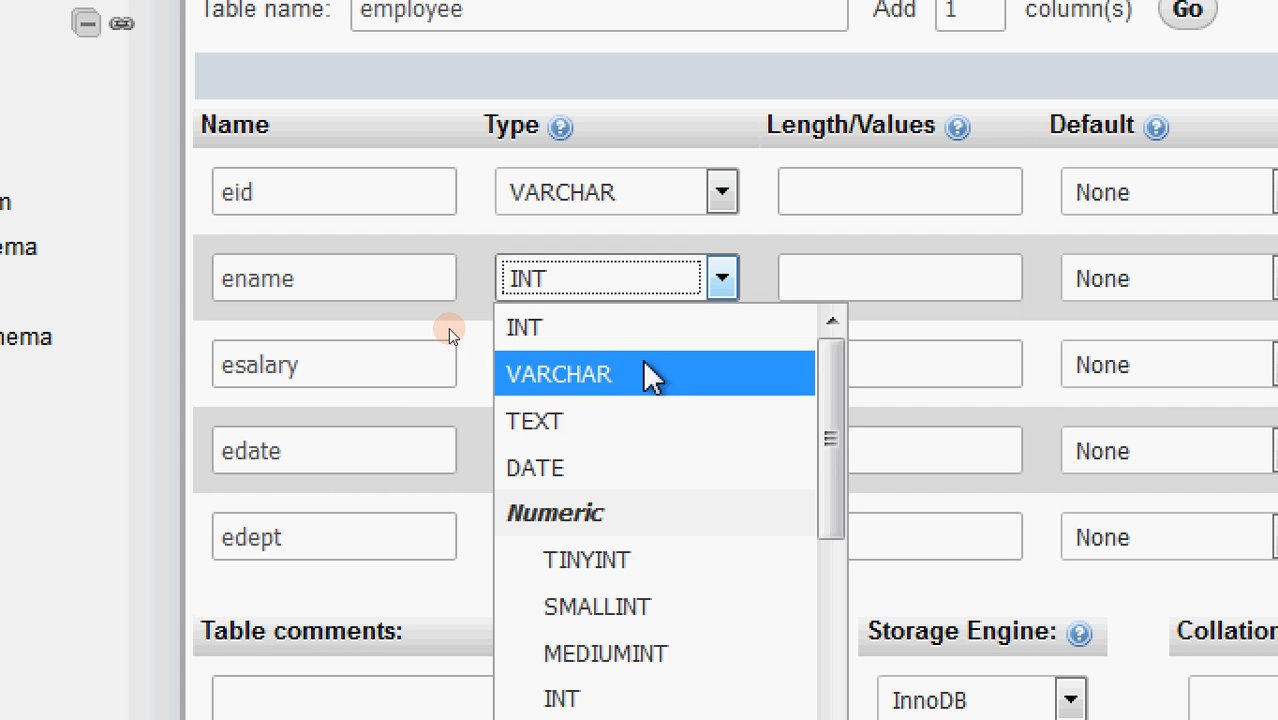 Table name: employee Add 1 column(s) Go
Name Type Length/Values Default
eid VARCHAR None
m
ema
ename INT None
INT
hema
esalary None
VARCHAR
TEXT
edate None
DATE
Numeric
edept None
TINYINT
SMALLINT
Table comments: Storage Engine: Collation
MEDIUMINT
INT InnoDB